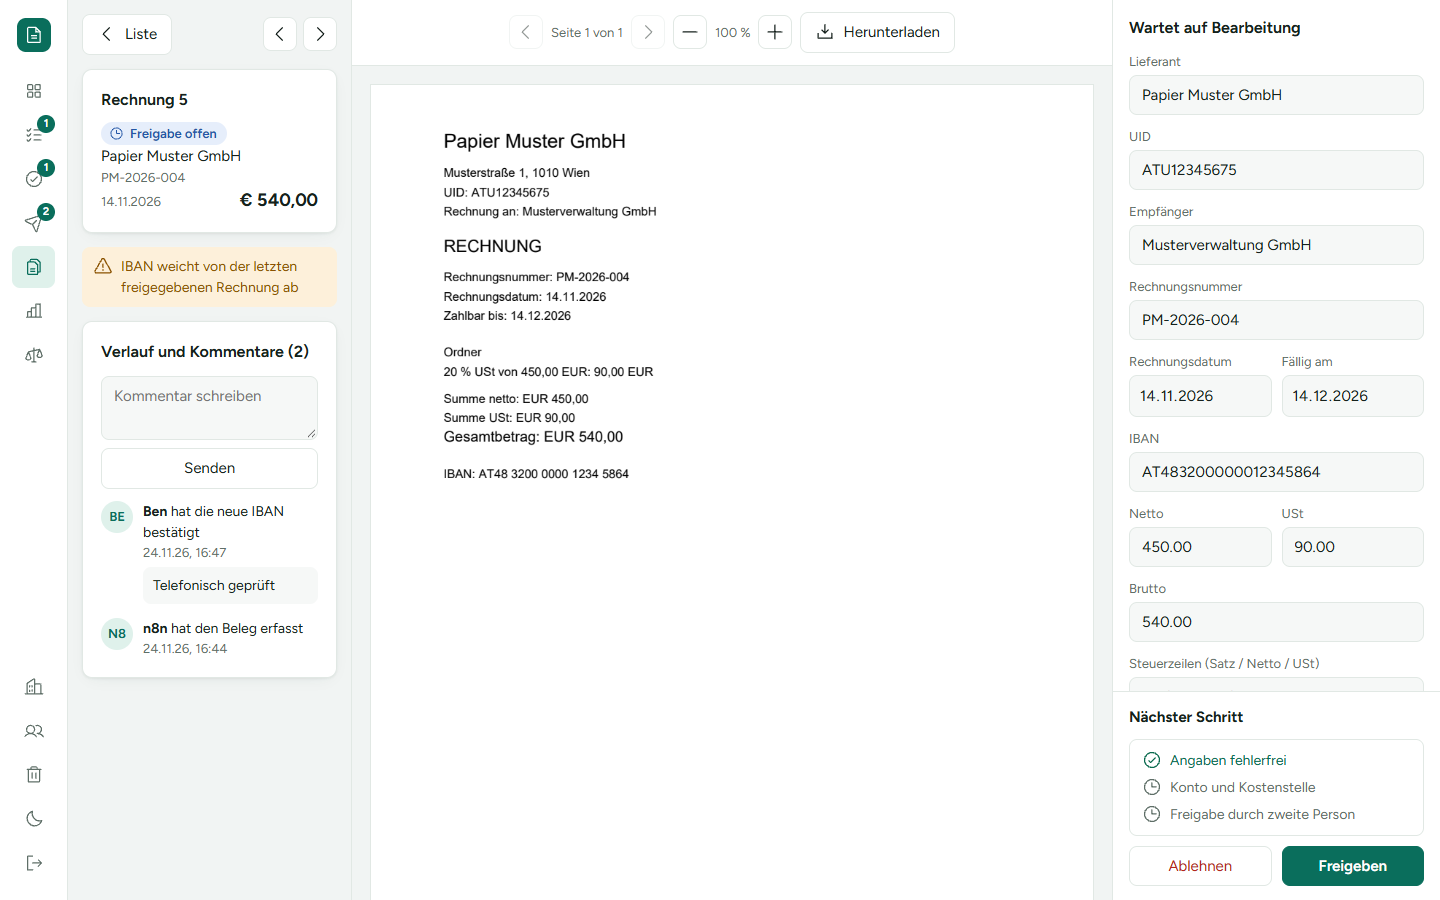 1
1
2
Liste
Rechnung 5
Freigabe offen
Papier Muster GmbH
PM-2026-004
14.11.2026
€ 540,00
IBAN weicht von der letzten
freigegebenen Rechnung ab
Verlauf und Kommentare (2)
Kommentar schreiben
Senden
BE
Ben hat die neue IBAN
bestätigt
24.11.26, 16:47
Telefonisch geprüft
N8
n8n hat den Beleg erfasst
24.11.26, 16:44
Seite 1 von 1
100 %
Herunterladen
Papier Muster GmbH
Musterstraße 1, 1010 Wien
UID: ATU12345675
Rechnung an: Musterverwaltung GmbH
RECHNUNG
Rechnungsnummer: PM-2026-004
Rechnungsdatum: 14.11.2026
Zahlbar bis: 14.12.2026
Ordner
20 % USt von 450,00 EUR: 90,00 EUR
Summe netto: EUR 450,00
Summe USt: EUR 90,00
Gesamtbetrag: EUR 540,00
IBAN: AT48 3200 0000 1234 5864
Wartet auf Bearbeitung
Lieferant
Papier Muster GmbH
UID
ATU12345675
Empfänger
Musterverwaltung GmbH
Rechnungsnummer
PM-2026-004
Rechnungsdatum
14.11.2026
Fällig am
14.12.2026
IBAN
AT483200000012345864
Netto
450.00
USt
90.00
Brutto
540.00
Steuerzeilen (Satz / Netto / USt)
Nächster Schritt
Angaben fehlerfrei
Konto und Kostenstelle
Freigabe durch zweite Person
Ablehnen
Freigeben